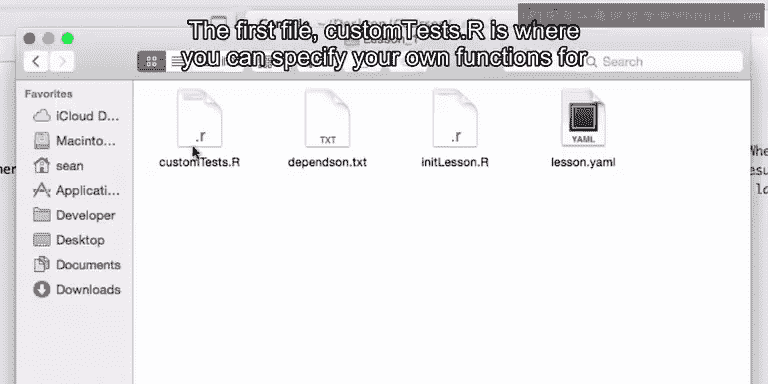 The first file, customTests.R is where
you can specify your own functions for
Search
Favorites
iCloud D...
Macinto...
sean
Applicati...
Developer
Desktop
Documents
Downloads
.r
TXT
.r
YAML
customTests.R
dependson.txt
initLesson.R
lesson.yaml